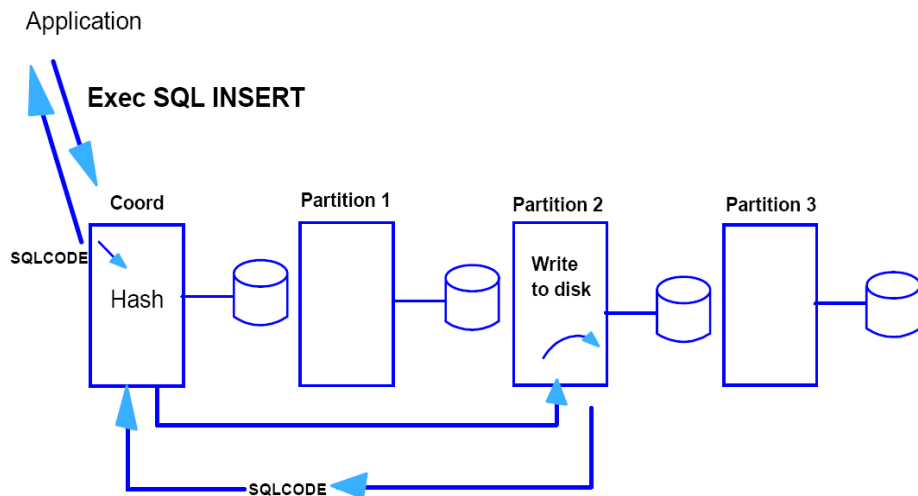 Application
Exec SQL INSERT
Coord
Partition 1
Partition 2
Partition 3
SQLCODE
Hash
Write
to disk
SQLCODE